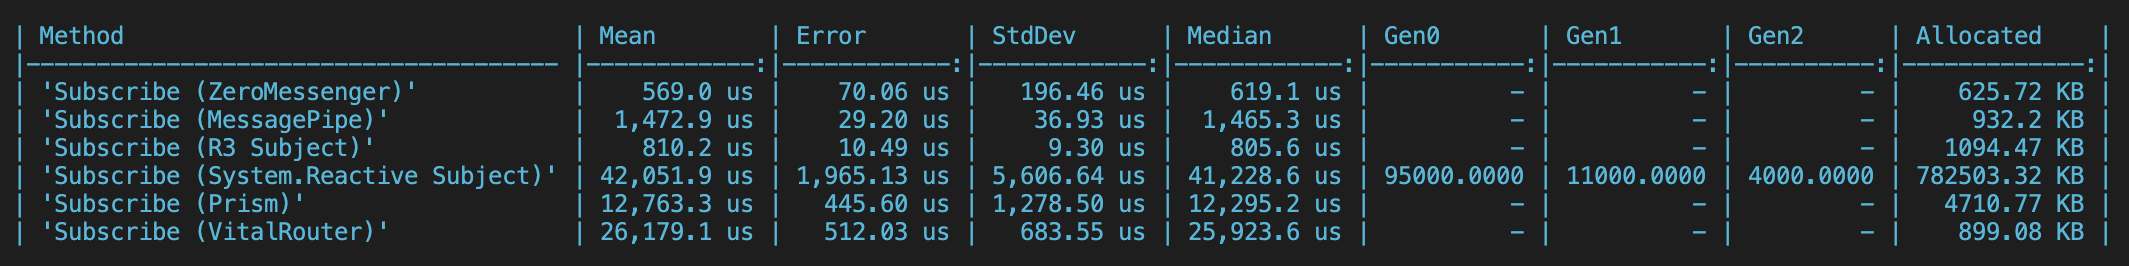 | Method                                | Mean        | Error       | StdDev      | Median      | Gen0       | Gen1       | Gen2      | Allocated    |
|-------------------------------------- |------------:|------------:|------------:|------------:|-----------:|-----------:|----------:|-------------:|
| 'Subscribe (ZeroMessenger)'           |    569.0 us |    70.06 us |   196.46 us |    619.1 us |          - |          - |         - |    625.72 KB |
| 'Subscribe (MessagePipe)'             |  1,472.9 us |    29.20 us |    36.93 us |  1,465.3 us |          - |          - |         - |     932.2 KB |
| 'Subscribe (R3 Subject)'              |    810.2 us |    10.49 us |     9.30 us |    805.6 us |          - |          - |         - |   1094.47 KB |
| 'Subscribe (System.Reactive Subject)' | 42,051.9 us | 1,965.13 us | 5,606.64 us | 41,228.6 us | 95000.0000 | 11000.0000 | 4000.0000 | 782503.32 KB |
| 'Subscribe (Prism)'                   | 12,763.3 us |   445.60 us | 1,278.50 us | 12,295.2 us |          - |          - |         - |   4710.77 KB |
| 'Subscribe (VitalRouter)'             | 26,179.1 us |   512.03 us |   683.55 us | 25,923.6 us |          - |          - |         - |    899.08 KB |